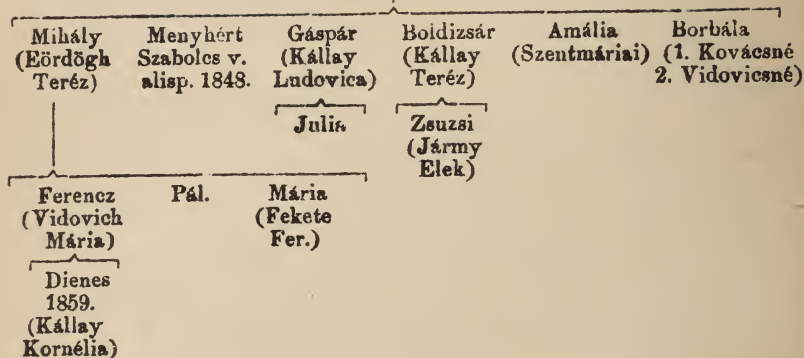 Mihály Menyhért Gáspár Boldizsár Amália Borbála
(Eördögh Szabolcs v. (Kállay (Kállay (Szentmáriai) (1. Kovácsné
Teréz) alisp. 1848. Ludovica) Teréz) 2. Vidovicsné)
Julia Zsuzsi
(Jármy
Elek)
Ferencz Pál. Mária
(Vidovich (Fekete
Mária) Fer.)
Dienes
1859.
(Kállay
Kornélia)